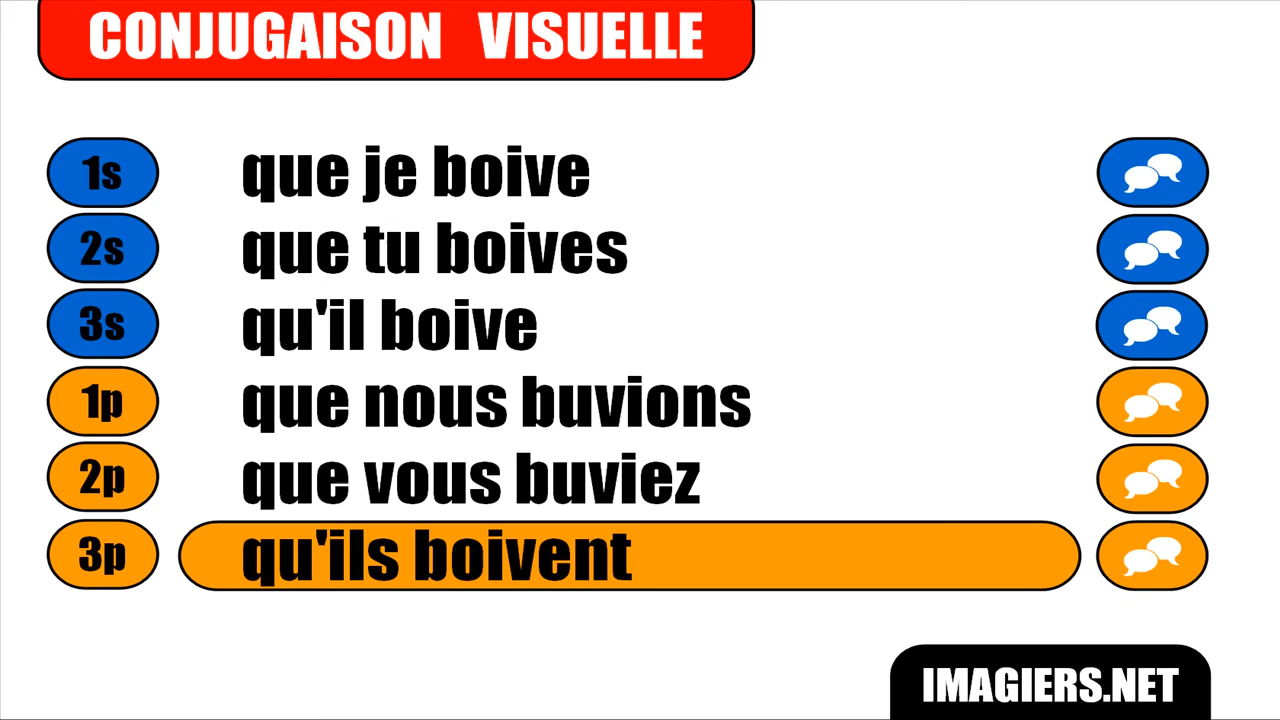 CONJUGAISON VISUELLE
1s que je boive
2s que tu boives
3s qu'il boive
1p que nous buvions
2p que vous buviez
3p qu'ils boivent
IMAGIERS.NET